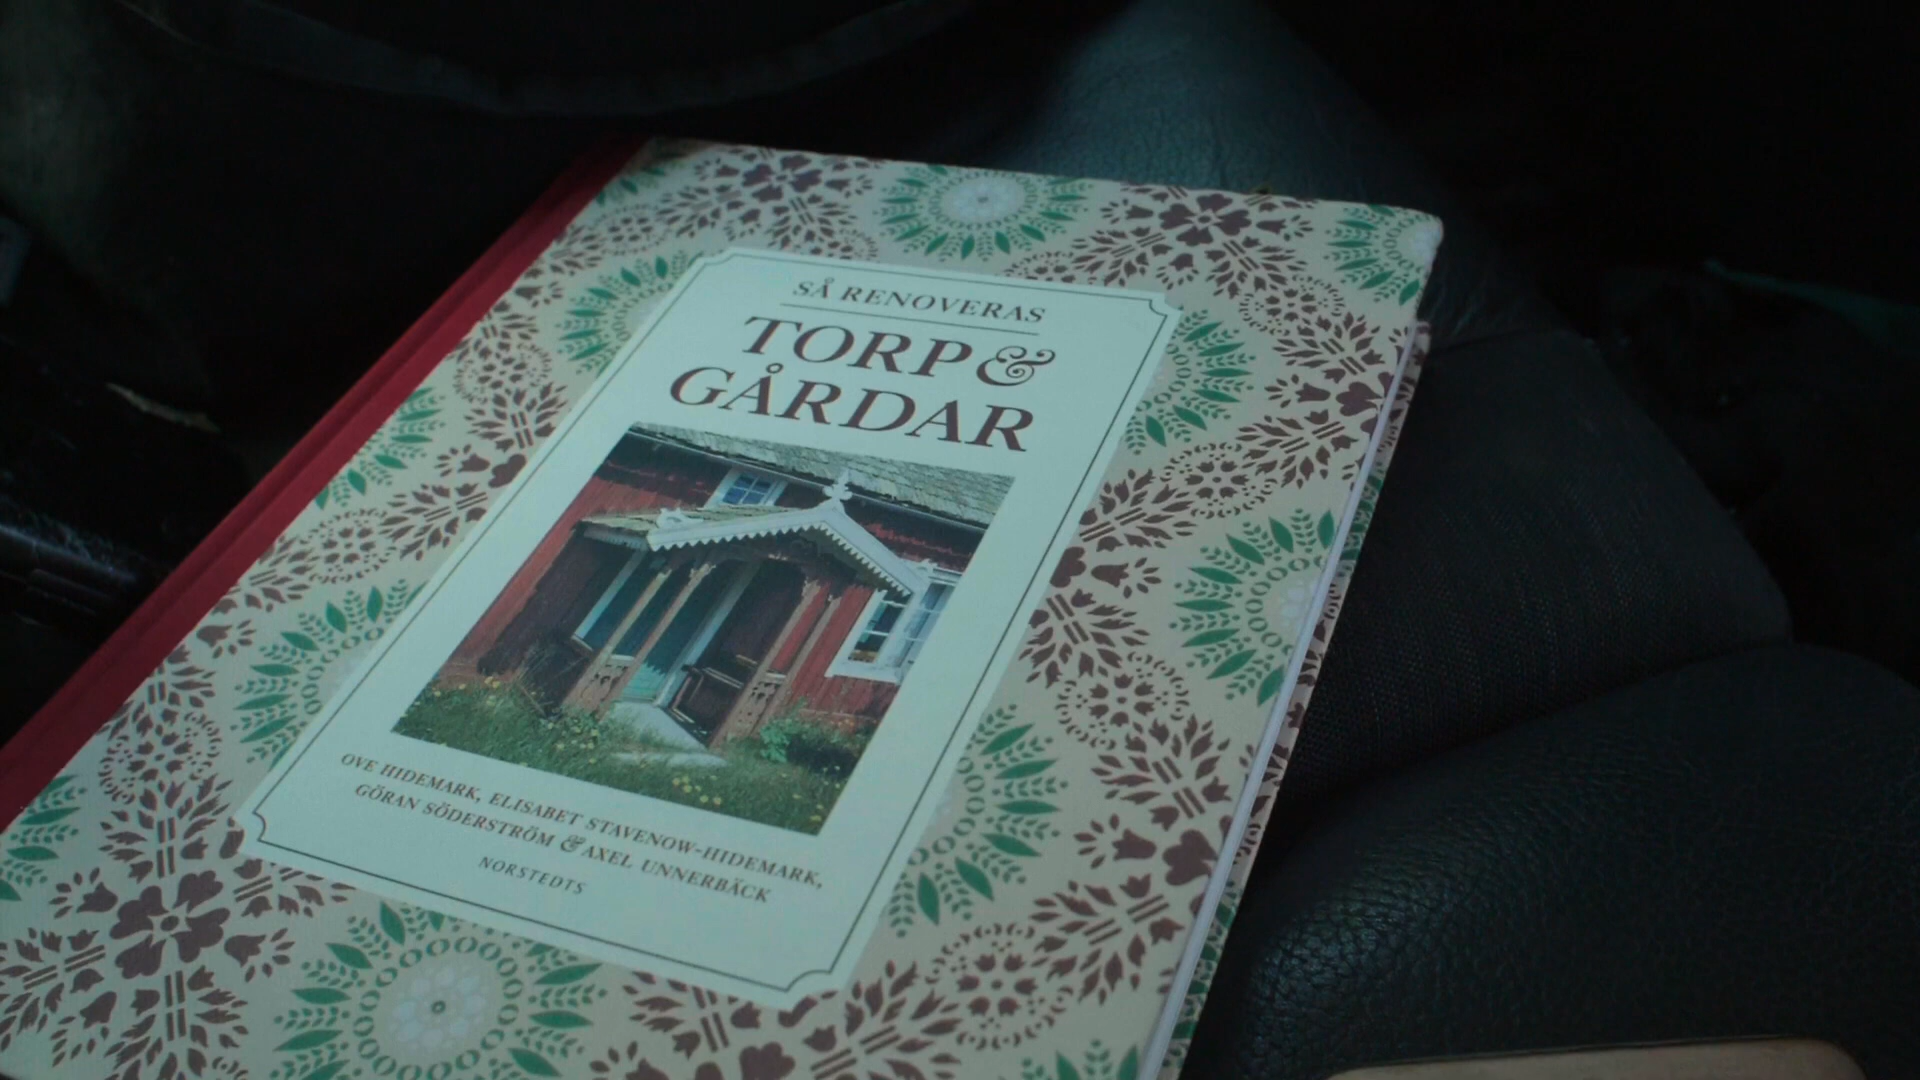 SÅ RENOVERAS
TORP &
GÅRDAR
OVE HIDEMARK, ELISABET STAVENOW-HIDEMARK,
GÖRAN SÖDERSTRÖM & AXEL UNNERBÄCK
NORSTEDTS